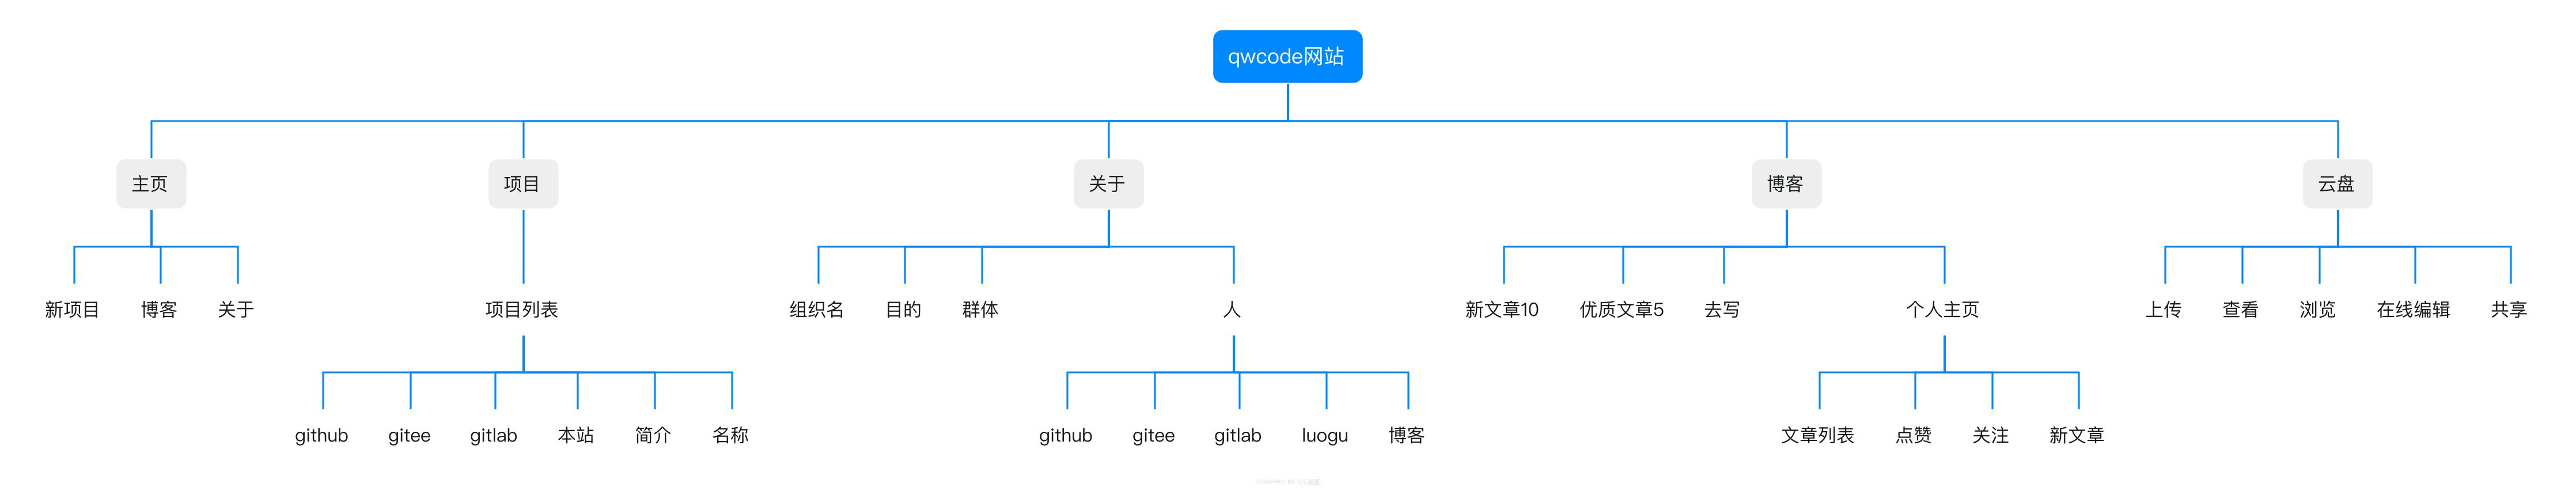 qwcode网站
主页 项目 关于 博客 云盘
新项目 博客 关于 项目列表 组织名 目的 群体 人 新文章10 优质文章5 去写 个人主页 上传 查看 浏览 在线编辑 共享
github gitee gitlab 本站 简介 名称 github gitee gitlab luogu 博客 文章列表 点赞 关注 新文章
POWERED BY